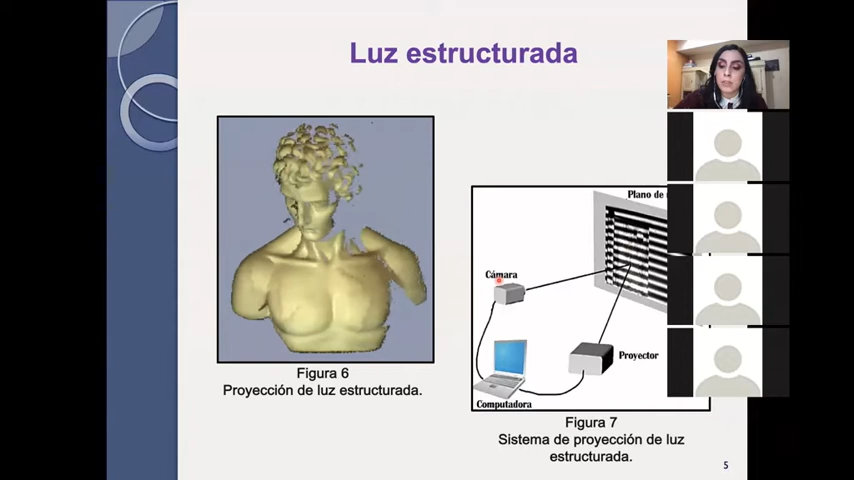 Luz estructurada
Plano de
Cámara
Proyector
Computadora
Figura 6
Proyección de luz estructurada.
Figura 7
Sistema de proyección de luz
estructurada.
5